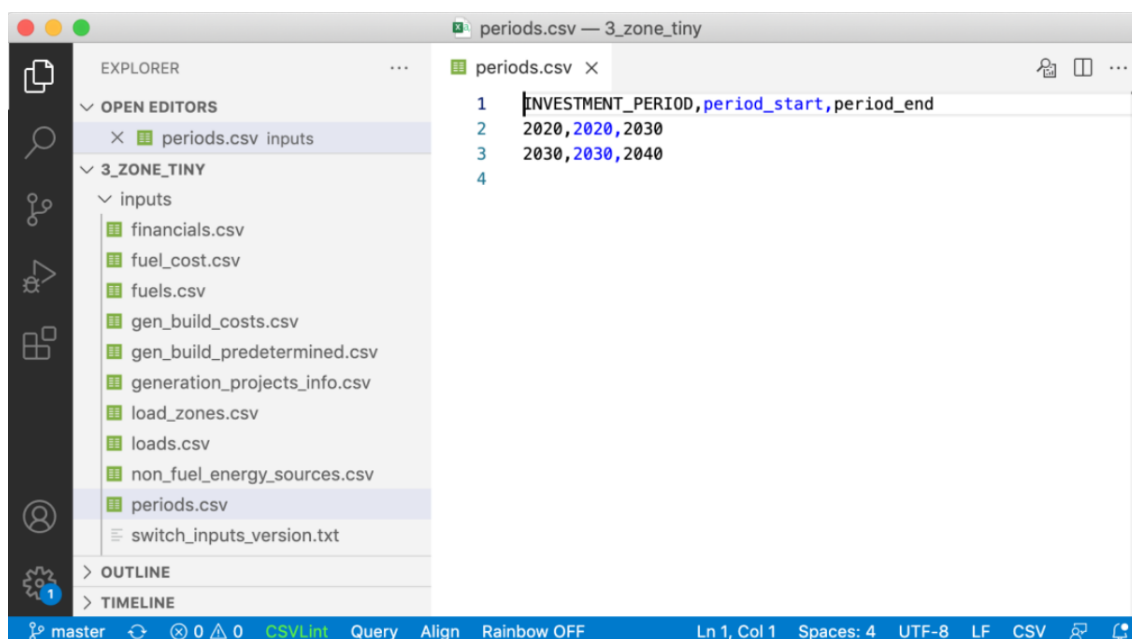 periods.csv — 3_zone_tiny
EXPLORER
periods.csv
OPEN EDITORS
periods.csv inputs
3_ZONE_TINY
inputs
financials.csv
fuel_cost.csv
fuels.csv
gen_build_costs.csv
gen_build_predetermined.csv
generation_projects_info.csv
load_zones.csv
loads.csv
non_fuel_energy_sources.csv
periods.csv
switch_inputs_version.txt
OUTLINE
TIMELINE
1
1 INVESTMENT_PERIOD,period_start,period_end
2 2020,2020,2030
3 2030,2030,2040
4
master 0 0 CSVLint Query Align Rainbow OFF Ln 1, Col 1 Spaces: 4 UTF-8 LF CSV